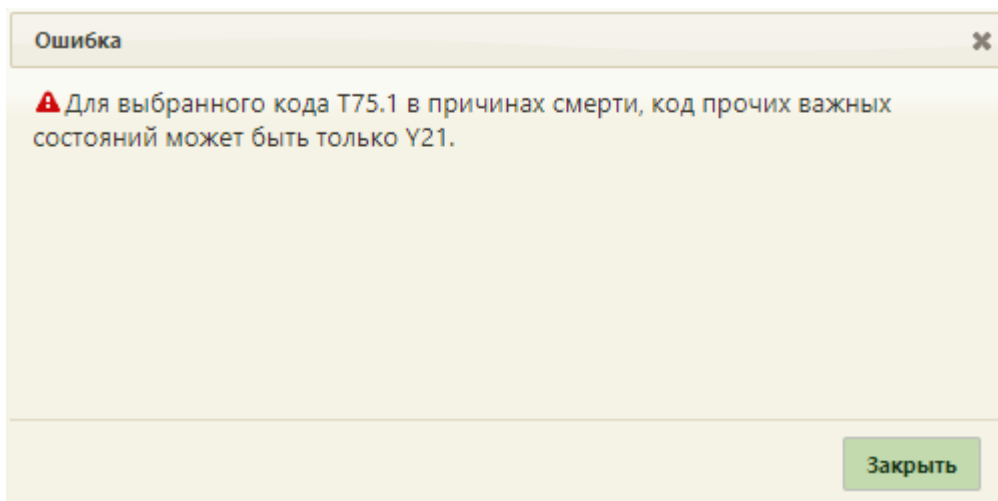 Ошибка
Для выбранного кода T75.1 в причинах смерти, код прочих важных
состояний может быть только Y21.
Закрыть